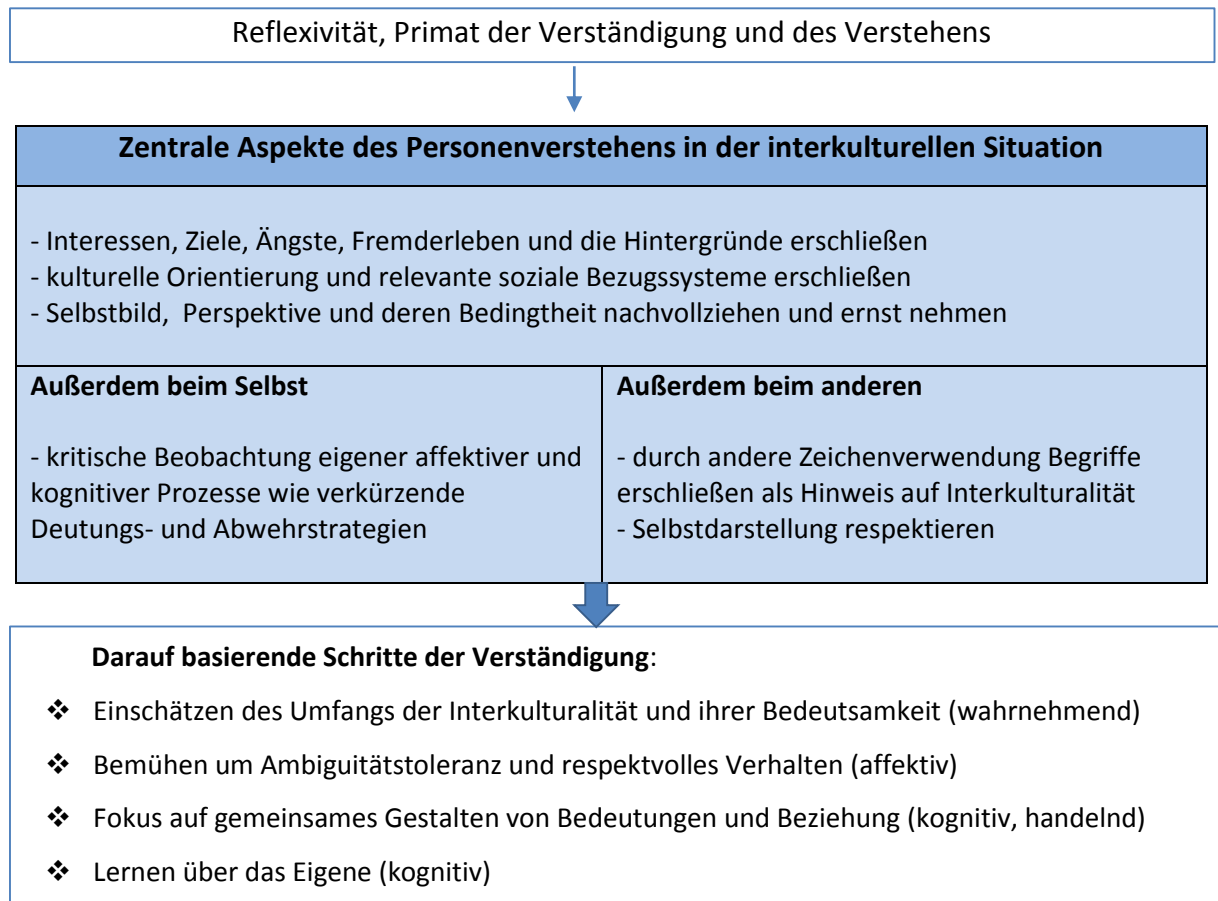 Reflexivität, Primat der Verständigung und des Verstehens
Zentrale Aspekte des Personenverstehens in der interkulturellen Situation
- Interessen, Ziele, Ängste, Fremderleben und die Hintergründe erschließen
- kulturelle Orientierung und relevante soziale Bezugssysteme erschließen
- Selbstbild, Perspektive und deren Bedingtheit nachvollziehen und ernst nehmen
Außerdem beim Selbst
- kritische Beobachtung eigener affektiver und
kognitiver Prozesse wie verkürzende
Deutungs- und Abwehrstrategien
Außerdem beim anderen
- durch andere Zeichenverwendung Begriffe
erschließen als Hinweis auf Interkulturalität
- Selbstdarstellung respektieren
Darauf basierende Schritte der Verständigung:
❖ Einschätzen des Umfangs der Interkulturalität und ihrer Bedeutsamkeit (wahrnehmend)
❖ Bemühen um Ambiguitätstoleranz und respektvolles Verhalten (affektiv)
❖ Fokus auf gemeinsames Gestalten von Bedeutungen und Beziehung (kognitiv, handelnd)
❖ Lernen über das Eigene (kognitiv)